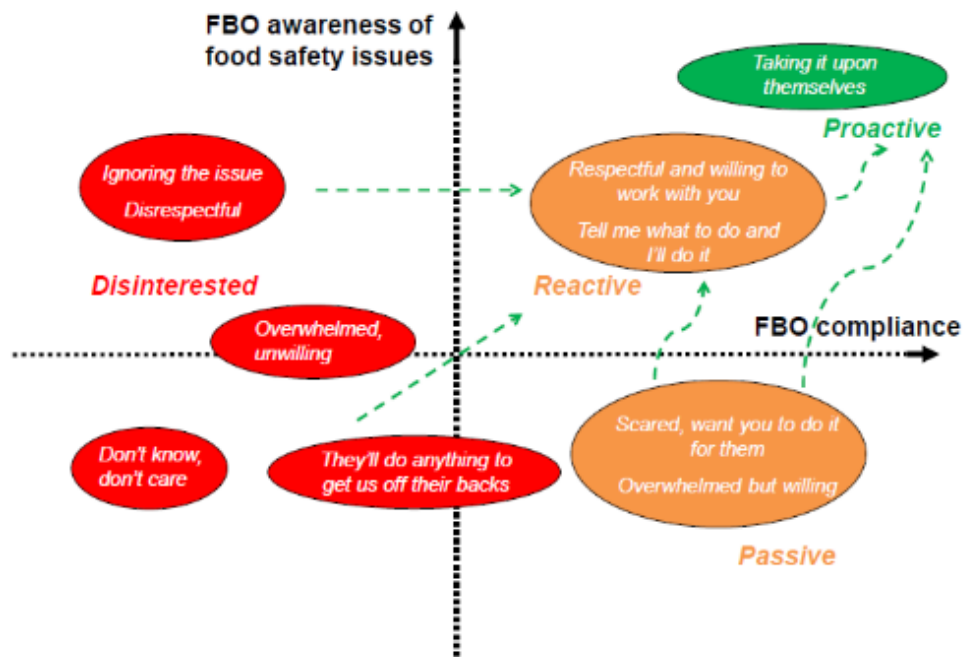 FBO awareness of
food safety issues
Taking it upon
themselves
Proactive
Ignoring the issue
Disrespectful
Respectful and willing to
work with you
Tell me what to do and
I'll do it
Disinterested
Reactive
Overwhelmed,
unwilling
FBO compliance
Don't know,
don't care
They'll do anything to
get us off their backs
Scared, want you to do it
for them
Overwhelmed but willing
Passive